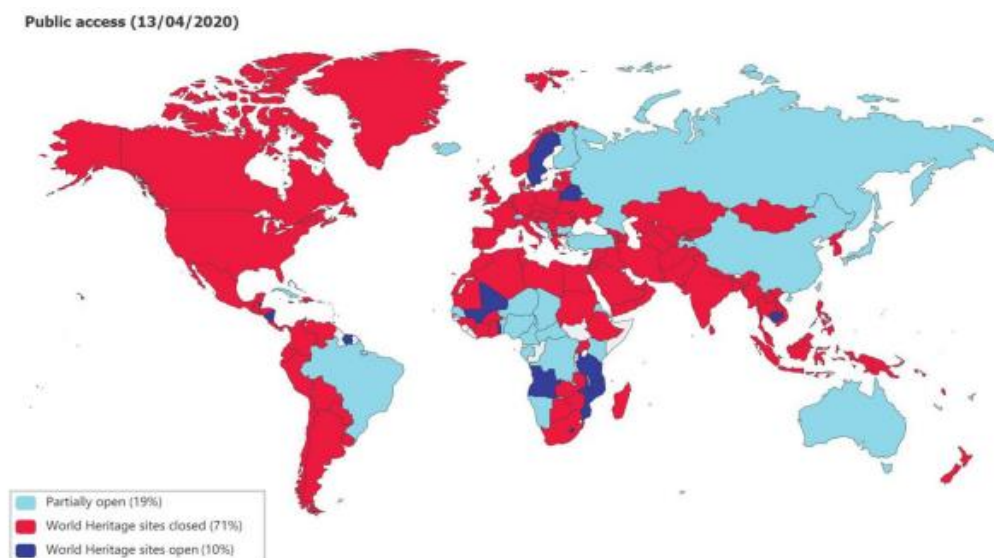 Public access (13/04/2020)
Partially open (19%)
World Heritage sites closed (71%)
World Heritage sites open (10%)